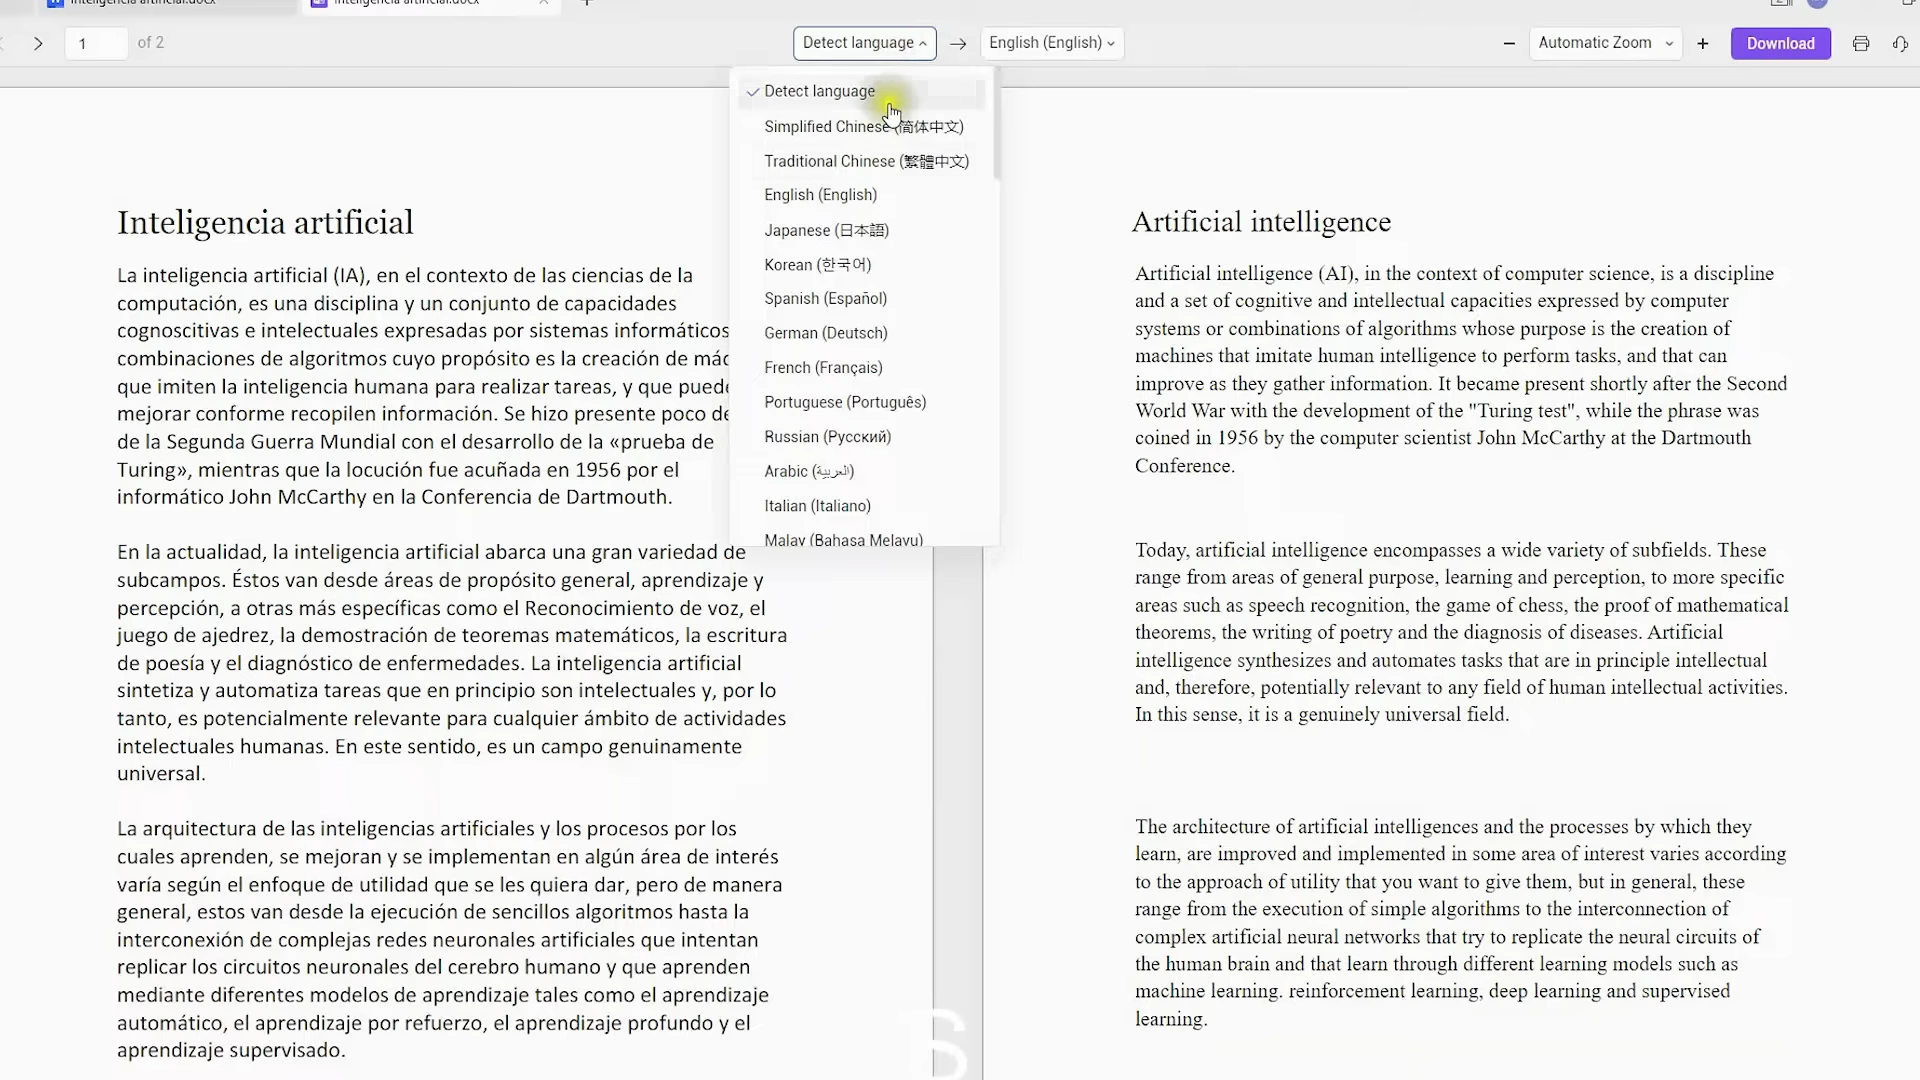 Inteligencia artificial.docx
Inteligencia artificial.docx
1 of 2
Detect language
English (English)
Automatic Zoom
Download
Detect language
Simplified Chinese (简体中文)
Traditional Chinese (繁體中文)
English (English)
Japanese (日本語)
Korean (한국어)
Spanish (Español)
German (Deutsch)
French (Français)
Portuguese (Português)
Russian (Русский)
Arabic (العربية)
Italian (Italiano)
Malay (Bahasa Melayu)
Inteligencia artificial
La inteligencia artificial (IA), en el contexto de las ciencias de la
computación, es una disciplina y un conjunto de capacidades
cognoscitivas e intelectuales expresadas por sistemas informáticos
combinaciones de algoritmos cuyo propósito es la creación de
que imiten la inteligencia humana para realizar tareas, y que
mejorar conforme recopilen información. Se hizo presente poco
de la Segunda Guerra Mundial con el desarrollo de la «prueba de
Turing», mientras que la locución fue acuñada en 1956 por el
informático John McCarthy en la Conferencia de Dartmouth.
En la actualidad, la inteligencia artificial abarca una gran variedad de
subcampos. Éstos van desde áreas de propósito general, aprendizaje y
percepción, a otras más específicas como el Reconocimiento de voz, el
juego de ajedrez, la demostración de teoremas matemáticos, la escritura
de poesía y el diagnóstico de enfermedades. La inteligencia artificial
sintetiza y automatiza tareas que en principio son intelectuales y, por lo
tanto, es potencialmente relevante para cualquier ámbito de actividades
intelectuales humanas. En este sentido, es un campo genuinamente
universal.
La arquitectura de las inteligencias artificiales y los procesos por los
cuales aprenden, se mejoran y se implementan en algún área de interés
varía según el enfoque de utilidad que se les quiera dar, pero de manera
general, estos van desde la ejecución de sencillos algoritmos hasta la
interconexión de complejas redes neuronales artificiales que intentan
replicar los circuitos neuronales del cerebro humano y que aprenden
mediante diferentes modelos de aprendizaje tales como el aprendizaje
automático, el aprendizaje por refuerzo, el aprendizaje profundo y el
aprendizaje supervisado.
Artificial intelligence
Artificial intelligence (AI), in the context of computer science, is a discipline
and a set of cognitive and intellectual capacities expressed by computer
systems or combinations of algorithms whose purpose is the creation of
machines that imitate human intelligence to perform tasks, and that can
improve as they gather information. It became present shortly after the Second
World War with the development of the "Turing test", while the phrase was
coined in 1956 by the computer scientist John McCarthy at the Dartmouth
Conference.
Today, artificial intelligence encompasses a wide variety of subfields. These
range from areas of general purpose, learning and perception, to more specific
areas such as speech recognition, the game of chess, the proof of mathematical
theorems, the writing of poetry and the diagnosis of diseases. Artificial
intelligence synthesizes and automates tasks that are in principle intellectual
and, therefore, potentially relevant to any field of human intellectual activities.
In this sense, it is a genuinely universal field.
The architecture of artificial intelligences and the processes by which they
learn, are improved and implemented in some area of interest varies according
to the approach of utility that you want to give them, but in general, these
range from the execution of simple algorithms to the interconnection of
complex artificial neural networks that try to replicate the neural circuits of
the human brain and that learn through different learning models such as
machine learning. reinforcement learning, deep learning and supervised
learning.